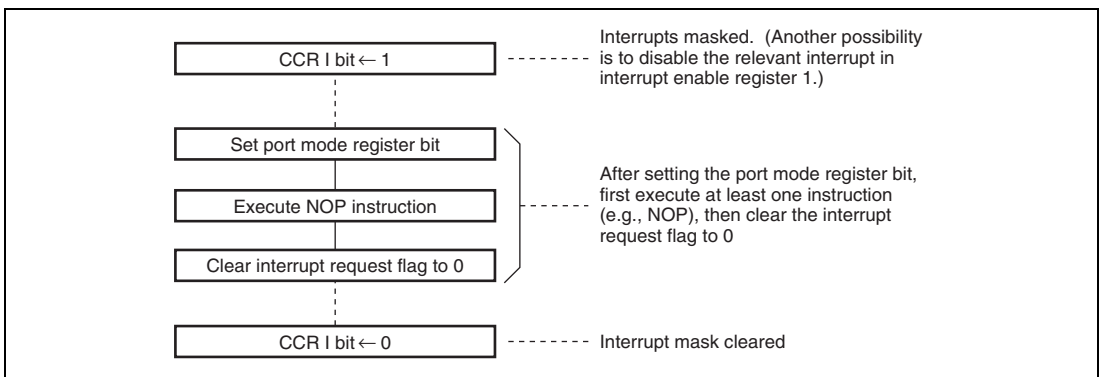 CCR I bit ← 1
Interrupts masked. (Another possibility
is to disable the relevant interrupt in
interrupt enable register 1.)
Set port mode register bit
Execute NOP instruction
Clear interrupt request flag to 0
After setting the port mode register bit,
first execute at least one instruction
(e.g., NOP), then clear the interrupt
request flag to 0
CCR I bit ← 0
Interrupt mask cleared